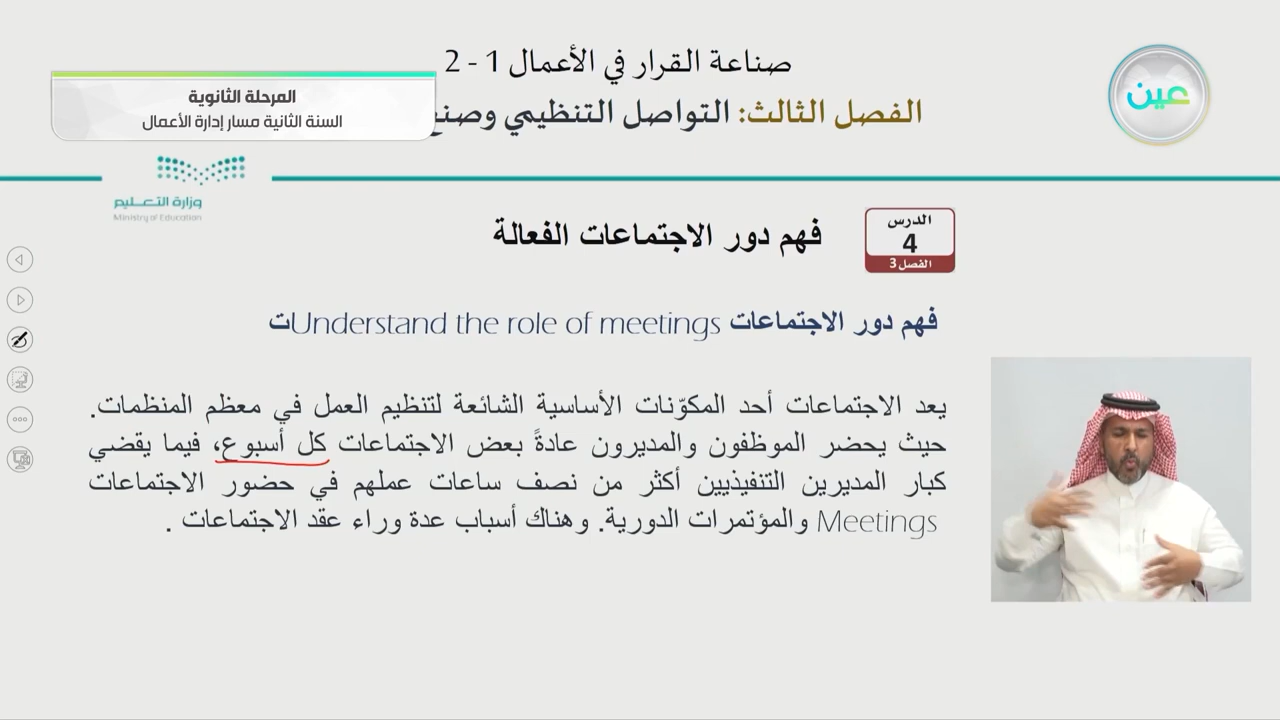 صناعة القرار في الأعمال 1 - 2
المرحلة الثانوية
السنة الثانية مسار إدارة الأعمال
الفصل الثالث: التواصل التنظيمي
عين
وزارة التعليم
Ministry of Education
الدرس
4
الفصل 3
فهم دور الاجتماعات الفعالة
فهم دور الاجتماعات Understand the role of meetingsت
يعد الاجتماعات أحد المكوّنات الأساسية الشائعة لتنظيم العمل في معظم المنظمات.
حيث يحضر الموظفون والمديرون عادةً بعض الاجتماعات كل أسبوع، فيما يقضي
كبار المديرين التنفيذيين أكثر من نصف ساعات عملهم في حضور الاجتماعات
Meetings والمؤتمرات الدورية. وهناك أسباب عدة وراء عقد الاجتماعات .